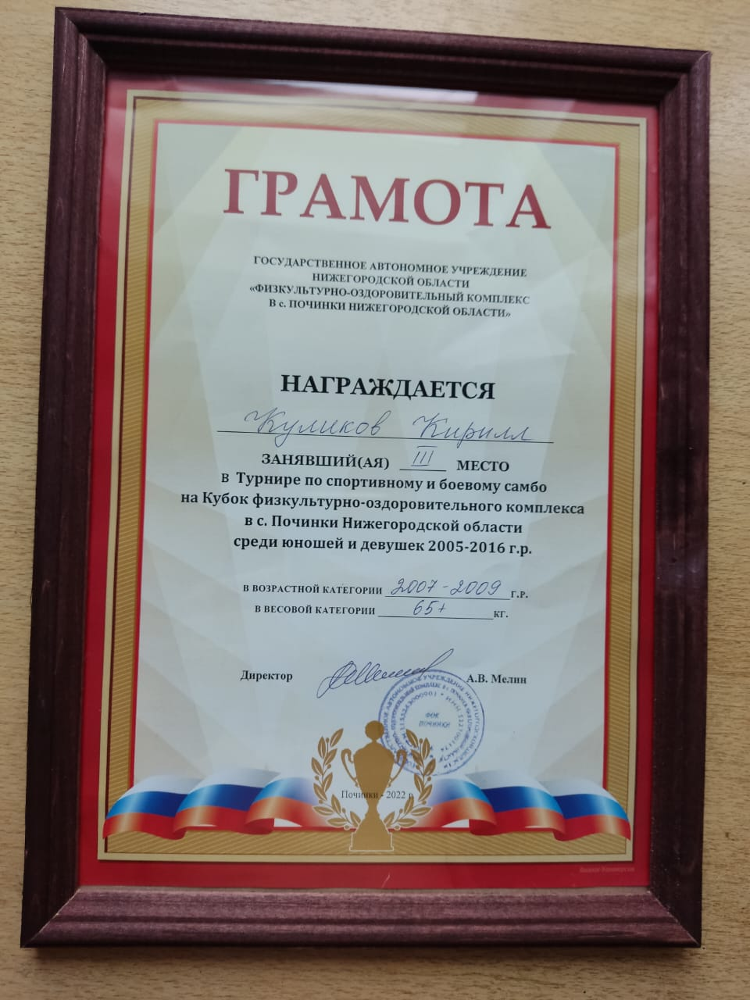 ГРАМОТА
ГОСУДАРСТВЕННОЕ АВТОНОМНОЕ УЧРЕЖДЕНИЕ
НИЖЕГОРОДСКОЙ ОБЛАСТИ
«ФИЗКУЛЬТУРНО-ОЗДОРОВИТЕЛЬНЫЙ КОМПЛЕКС
В с. ПОЧИНКИ НИЖЕГОРОДСКОЙ ОБЛАСТИ»
НАГРАЖДАЕТСЯ
Куликов Кирилл
ЗАНЯВШИЙ(АЯ) III МЕСТО
в Турнире по спортивному и боевому самбо
на Кубок физкультурно-оздоровительного комплекса
в с. Починки Нижегородской области
среди юношей и девушек 2005-2016 г.р.
В ВОЗРАСТНОЙ КАТЕГОРИИ 2007-2009 Г.Р.
В ВЕСОВОЙ КАТЕГОРИИ 65+ КГ.
Директор А.В. Мелин
ФОК
ПОЧИНКИ
Починки - 2022 г.